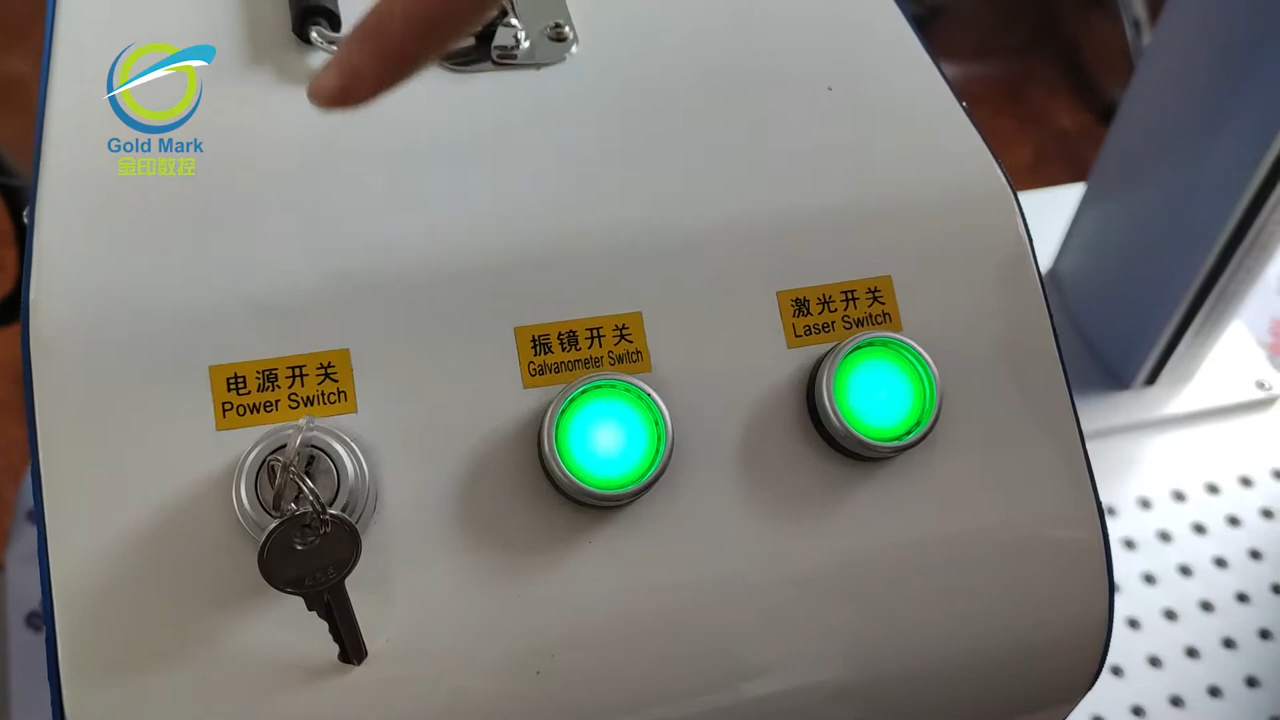 Gold Mark
金印数控
电源开关
Power Switch
振镜开关
Galvanometer Switch
激光开关
Laser Switch